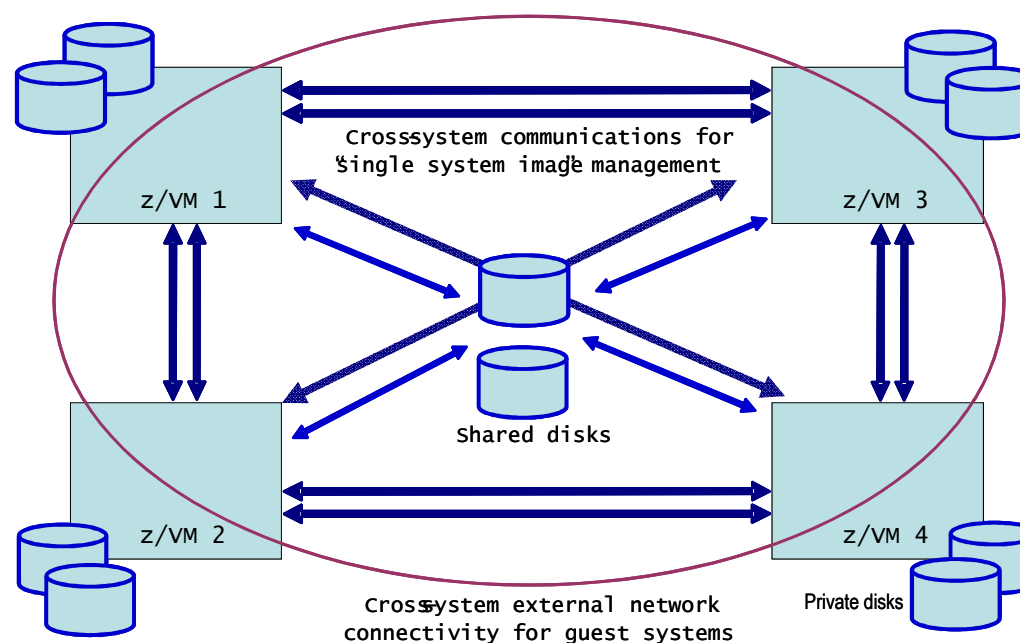 Cross-system communications for
“single system image” management
z/VM 1
z/VM 3
Shared disks
z/VM 2
z/VM 4
Private disks
Cross-system external network
connectivity for guest systems